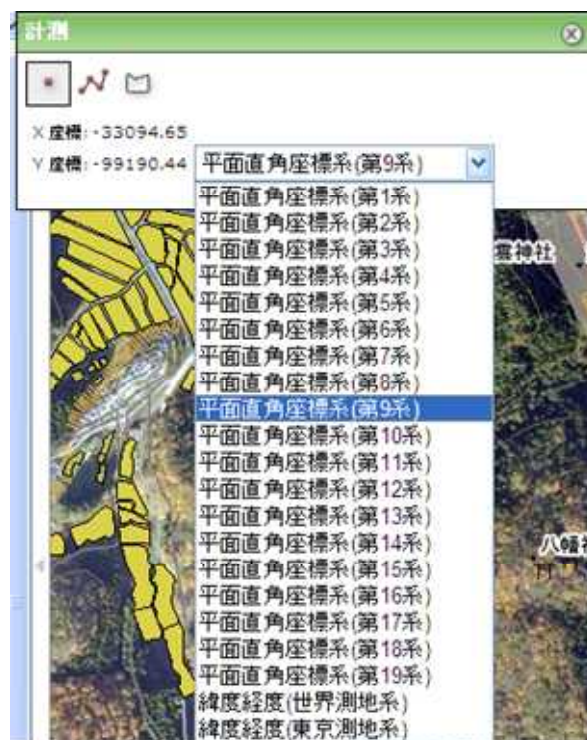 計測
X 座標: -33094.65
Y 座標: -99190.44 平面直角座標系(第9系)
平面直角座標系(第1系)
平面直角座標系(第2系)
平面直角座標系(第3系)
平面直角座標系(第4系)
平面直角座標系(第5系)
平面直角座標系(第6系)
平面直角座標系(第7系)
平面直角座標系(第8系)
平面直角座標系(第9系)
平面直角座標系(第10系)
平面直角座標系(第11系)
平面直角座標系(第12系)
平面直角座標系(第13系)
平面直角座標系(第14系)
平面直角座標系(第15系)
平面直角座標系(第16系)
平面直角座標系(第17系)
平面直角座標系(第18系)
平面直角座標系(第19系)
緯度経度(世界測地系)
緯度経度(東京測地系)
神社
八幡